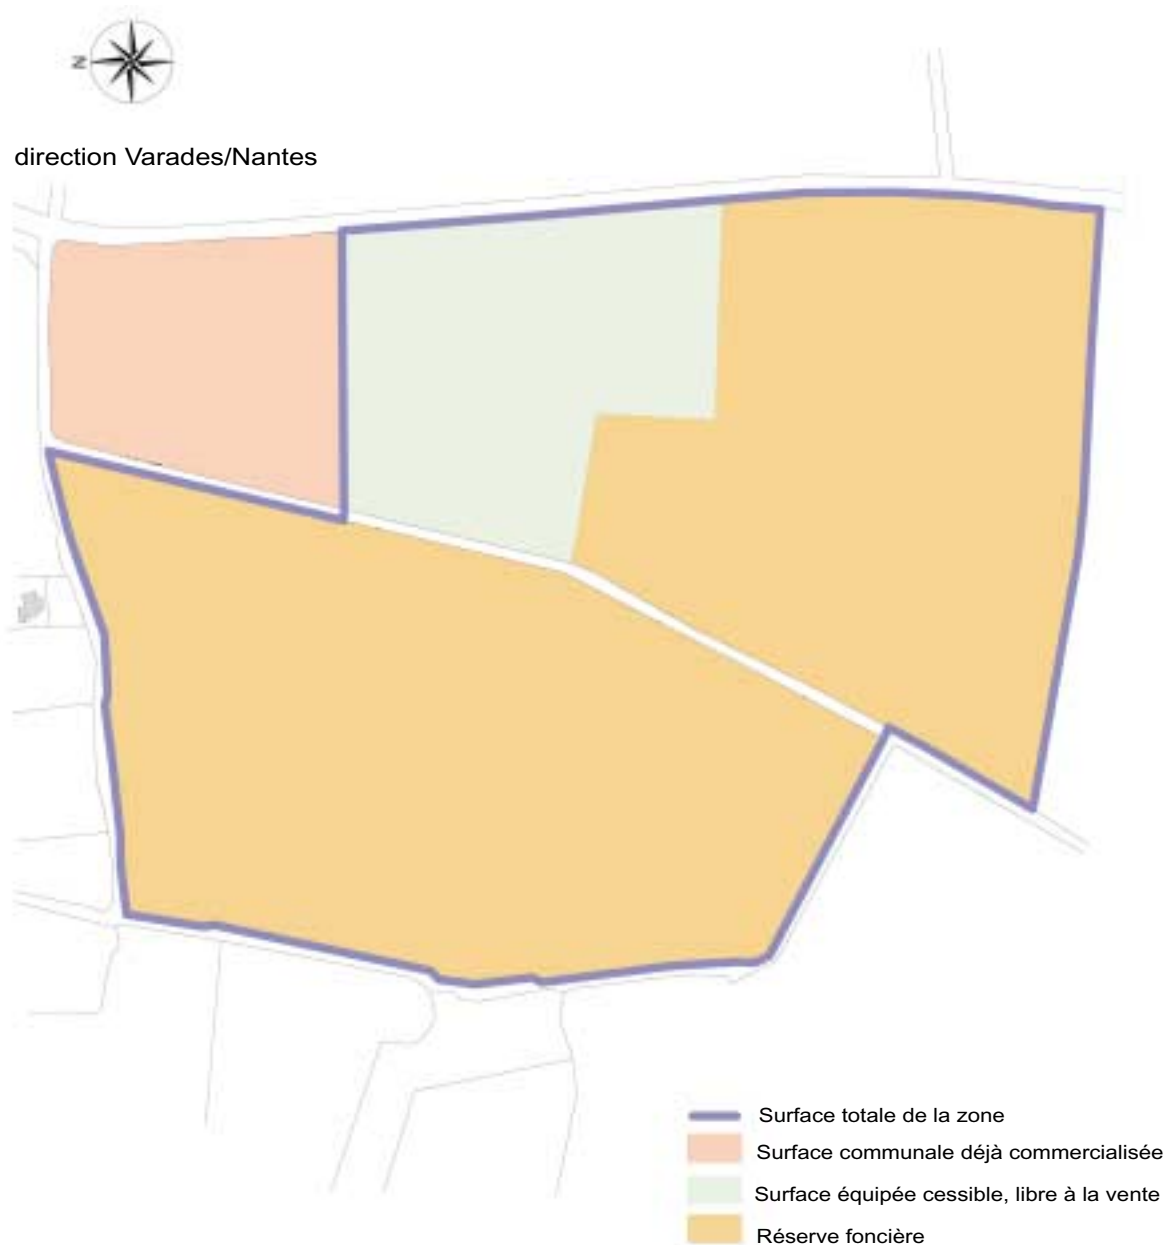 N
direction Varades/Nantes
Surface totale de la zone
Surface communale déjà commercialisée
Surface équipée cessible, libre à la vente
Réserve foncière